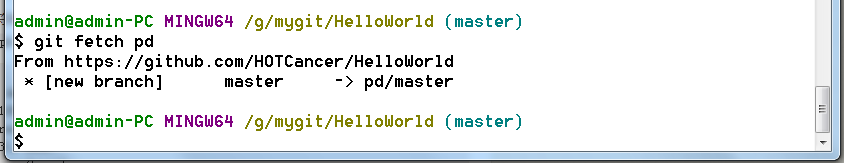 admin@admin-PC MINGW64 /g/mygit/HelloWorld (master)
$ git fetch pd
From https://github.com/HOTCancer/HelloWorld
 * [new branch]      master     -> pd/master

admin@admin-PC MINGW64 /g/mygit/HelloWorld (master)
$